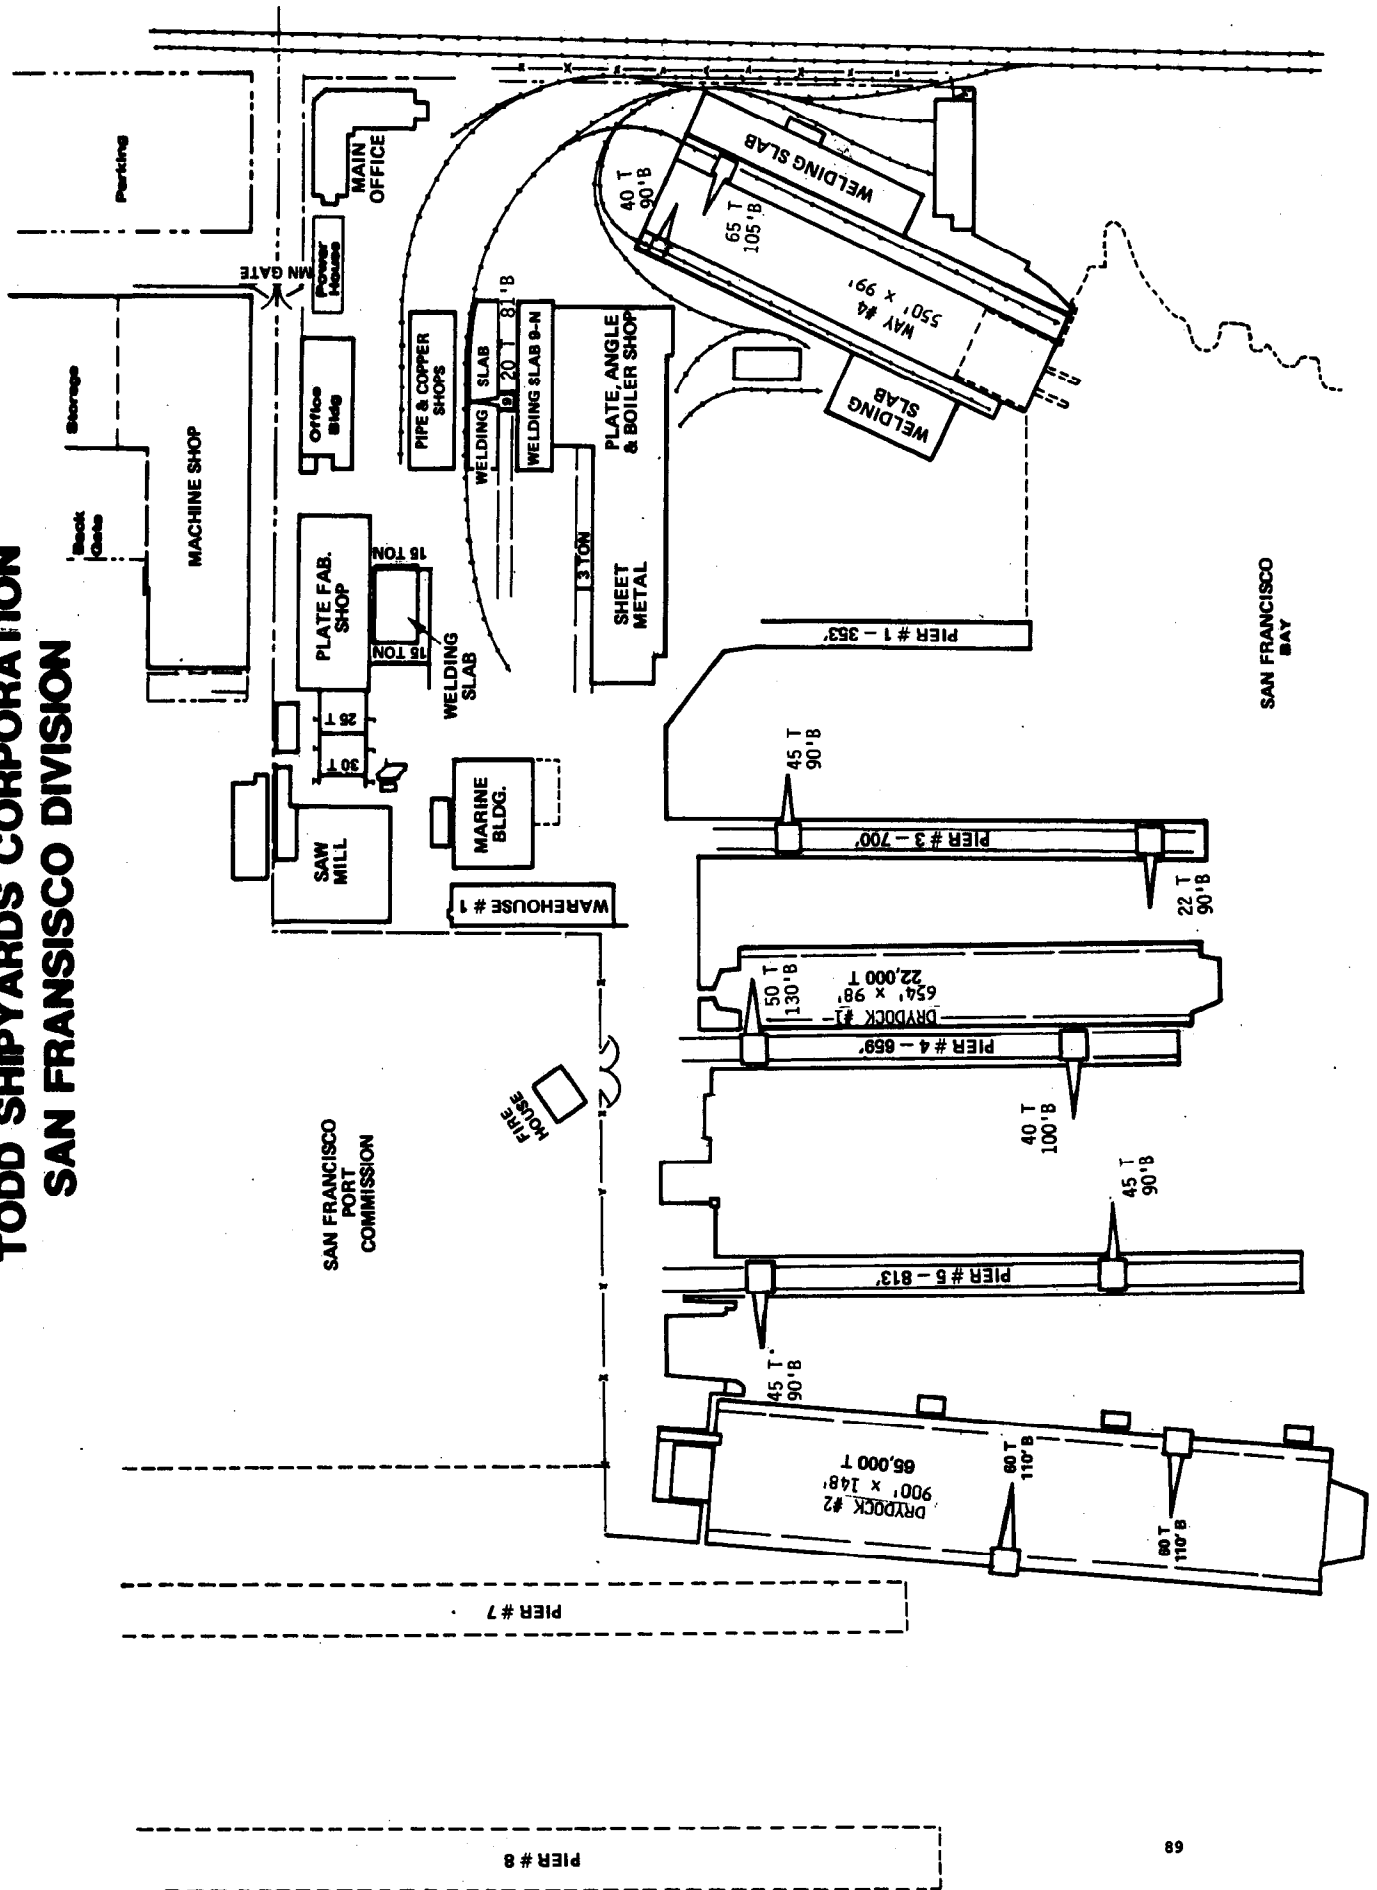 TODD SHIPYARDS CORPORATION
SAN FRANSISCO DIVISION
Parking
MAIN
OFFICE
Power
House
MN GATE
Storage
Back
Gate
MACHINE SHOP
Office
Bldg
PIPE & COPPER
SHOPS
WELDING SLAB
9 20 T 81'B
WELDING SLAB 9-N
PLATE, ANGLE
& BOILER SHOP
SHEET
METAL
3 TON
PLATE FAB.
SHOP
15 TON
15 TON
WELDING
SLAB
25 T
30 T
SAW
MILL
MARINE
BLDG.
WAREHOUSE # 1
40 T
90'B
65 T
105'B
WELDING SLAB
WAY #4
550' x 99'
WELDING
SLAB
SAN FRANCISCO
BAY
PIER # 1 – 353'
45 T
90'B
PIER # 3 – 700'
22 T
90'B
50 T
130'B
DRYDOCK #1
654' x 98'
22,000 T
PIER # 4 – 659'
40 T
100'B
FIRE
HOUSE
SAN FRANCISCO
PORT
COMMISSION
45 T
90'B
PIER # 5 – 813'
45 T
90'B
DRYDOCK #2
900' x 148'
65,000 T
60 T
110' B
60 T
110' B
PIER # 7
PIER # 8
89